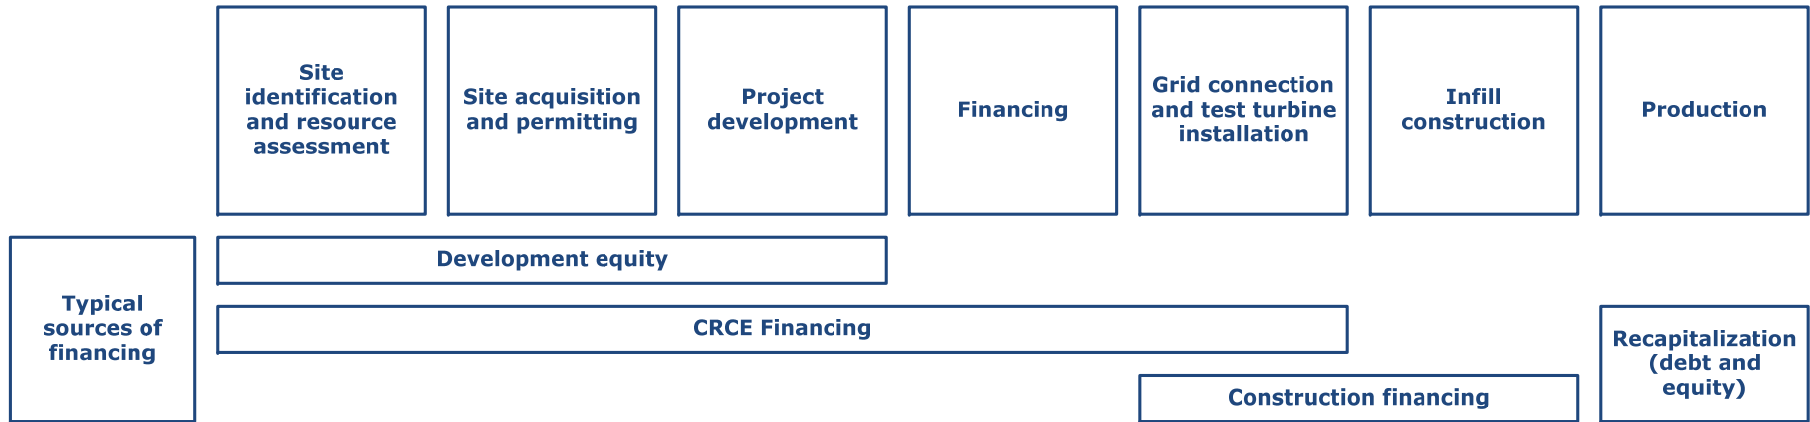 Site
identification
and resource
assessment
Site acquisition
and permitting
Project
development
Financing
Grid connection
and test turbine
installation
Infill
construction
Production
Typical
sources of
financing
Development equity
CRCE Financing
Construction financing
Recapitalization
(debt and
equity)